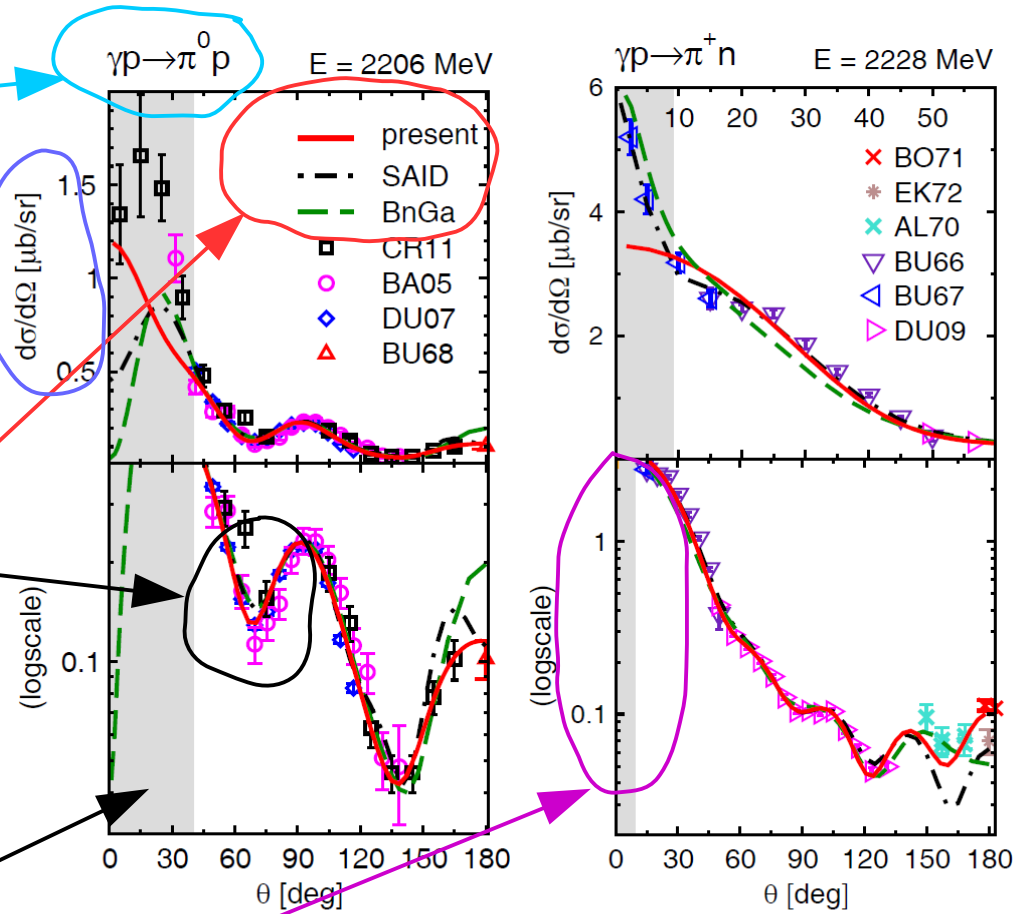 γp→π⁰p
E = 2206 MeV
present
SAID
BnGa
CR11
BA05
DU07
BU68
1.5
1
0.5
dσ/dΩ [μb/sr]
0.1
(logscale)
0 30 60 90 120 150 180
θ [deg]
γp→π⁺n
E = 2228 MeV
10 20 30 40 50
BO71
EK72
AL70
BU66
BU67
DU09
6
4
2
dσ/dΩ [μb/sr]
1
0.1
(logscale)
0 30 60 90 120 150 180
θ [deg]